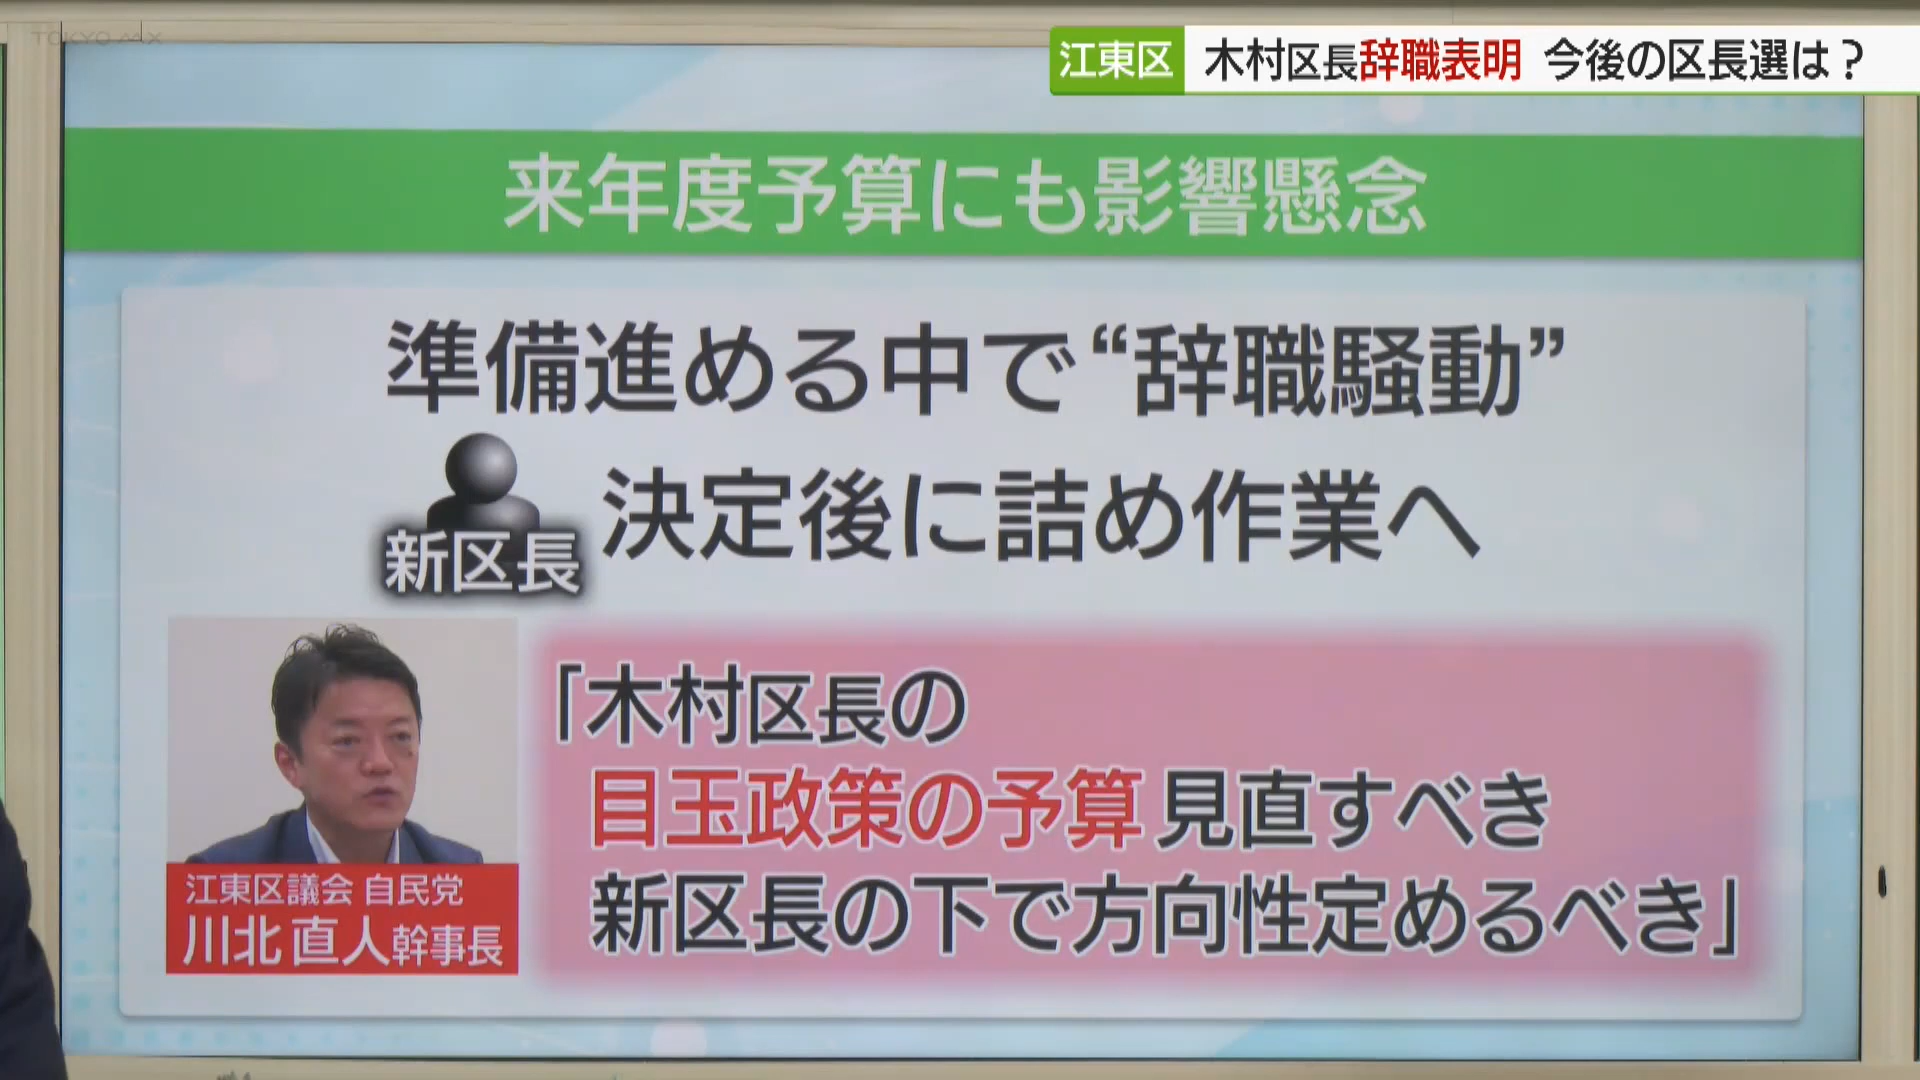 TOKYO MX
江東区 木村区長辞職表明 今後の区長選は？
来年度予算にも影響懸念
準備進める中で“辞職騒動”
新区長 決定後に詰め作業へ
「木村区長の
目玉政策の予算 見直すべき
新区長の下で方向性定めるべき」
江東区議会 自民党
川北 直人幹事長